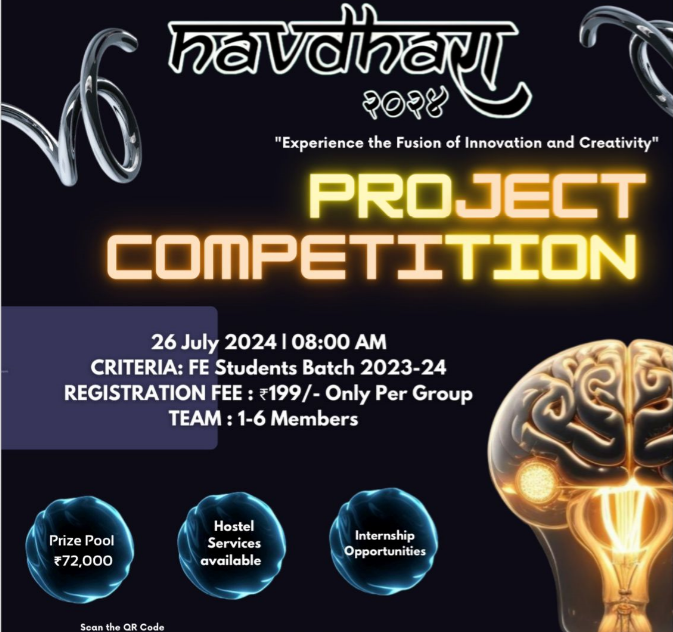 navdhara
२०२४
"Experience the Fusion of Innovation and Creativity"
PROJECT
COMPETITION
26 July 2024 | 08:00 AM
CRITERIA: FE Students Batch 2023-24
REGISTRATION FEE : ₹199/- Only Per Group
TEAM : 1-6 Members
Prize Pool
₹72,000
Hostel
Services
available
Internship
Opportunities
Scan the QR Code